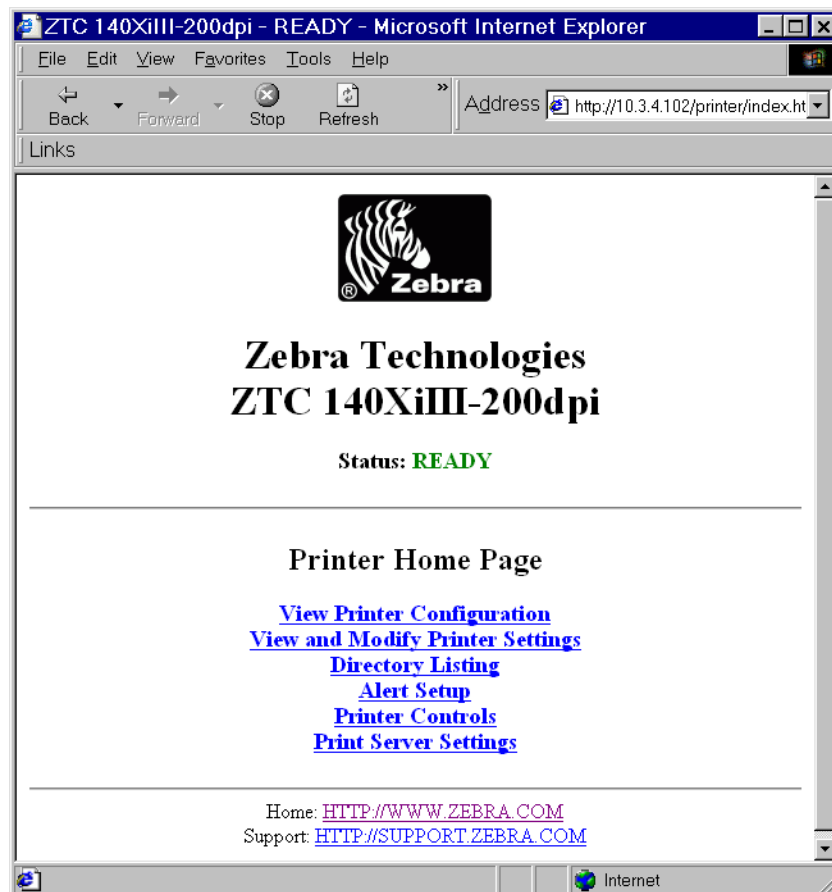 ZTC 140XiIII-200dpi - READY - Microsoft Internet Explorer
File Edit View Favorites Tools Help
Back Forward Stop Refresh » Address http://10.3.4.102/printer/index.ht
Links
® Zebra
Zebra Technologies
ZTC 140XiIII-200dpi
Status: READY
Printer Home Page
View Printer Configuration
View and Modify Printer Settings
Directory Listing
Alert Setup
Printer Controls
Print Server Settings
Home: HTTP://WWW.ZEBRA.COM
Support: HTTP://SUPPORT.ZEBRA.COM
Internet